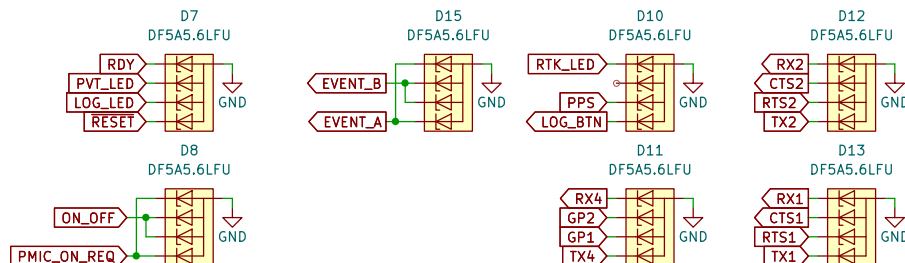 D7
DF5A5.6LFU
RDY
PVT_LED
LOG_LED
RESET
GND
D15
DF5A5.6LFU
EVENT_B
EVENT_A
GND
D10
DF5A5.6LFU
RTK_LED
PPS
LOG_BTN
GND
D12
DF5A5.6LFU
RX2
CTS2
RTS2
TX2
GND
D8
DF5A5.6LFU
ON_OFF
PMIC_ON_REQ
GND
D11
DF5A5.6LFU
RX4
GP2
GP1
TX4
GND
D13
DF5A5.6LFU
RX1
CTS1
RTS1
TX1
GND